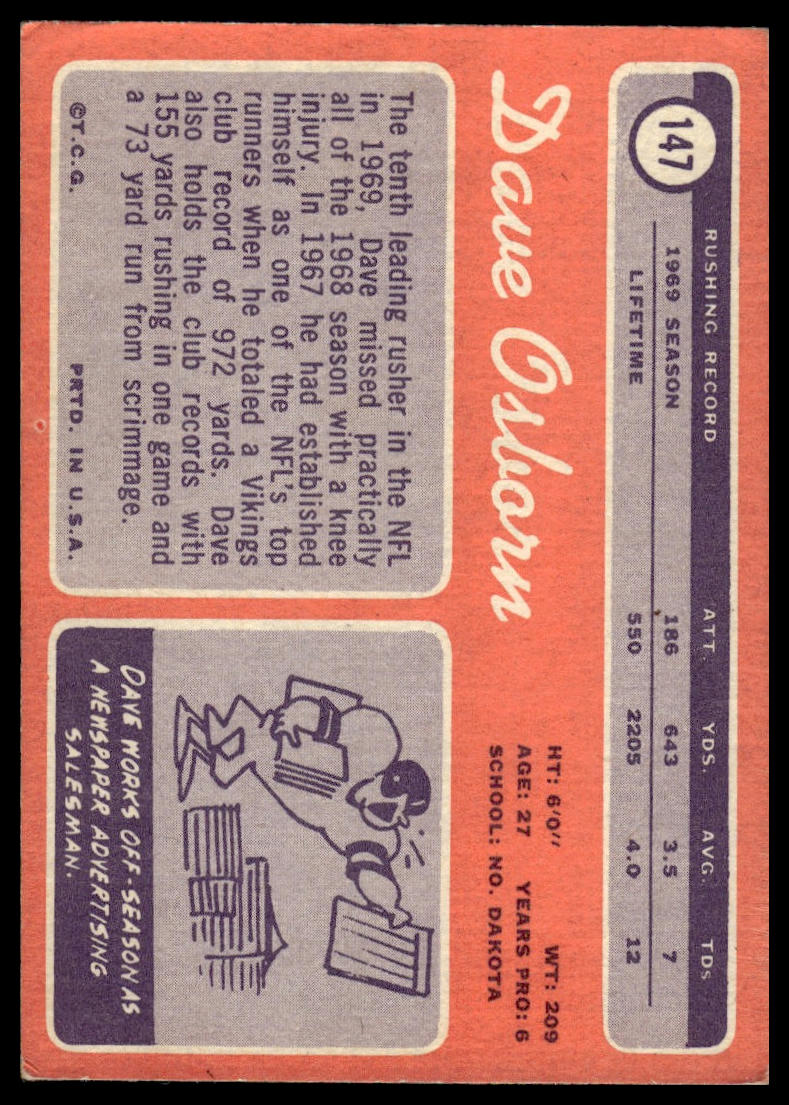 147
RUSHING RECORD ATT. YDS. AVG. TDs
1969 SEASON 186 643 3.5 7
LIFETIME 550 2205 4.0 12
Dave Osborn
HT: 6'0" WT: 209
AGE: 27 YEARS PRO: 6
SCHOOL: NO. DAKOTA
The tenth leading rusher in the NFL
in 1969, Dave missed practically
all of the 1968 season with a knee
injury. In 1967 he had established
himself as one of the NFL's top
runners when he totaled a Vikings
club record of 972 yards. Dave
also holds the club records with
155 yards rushing in one game and
a 73 yard run from scrimmage.
©T.C.G. PRTD. IN U.S.A.
DAVE WORKS OFF-SEASON AS
A NEWSPAPER ADVERTISING
SALESMAN.